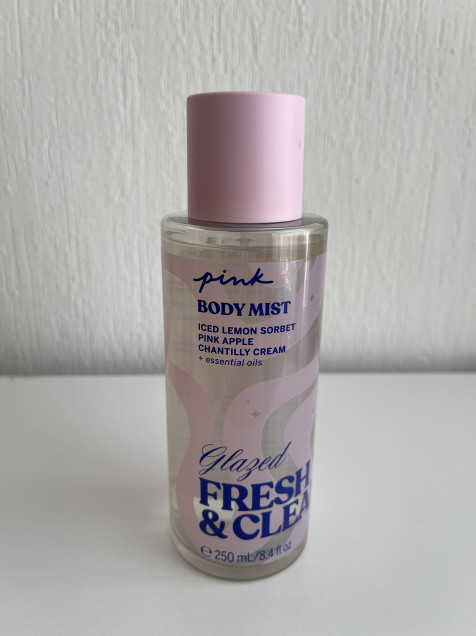 pink
BODY MIST
ICED LEMON SORBET
PINK APPLE
CHANTILLY CREAM
+ essential oils
Glazed
FRESH
& CLEA
℮ 250 mL/8.4 fl oz